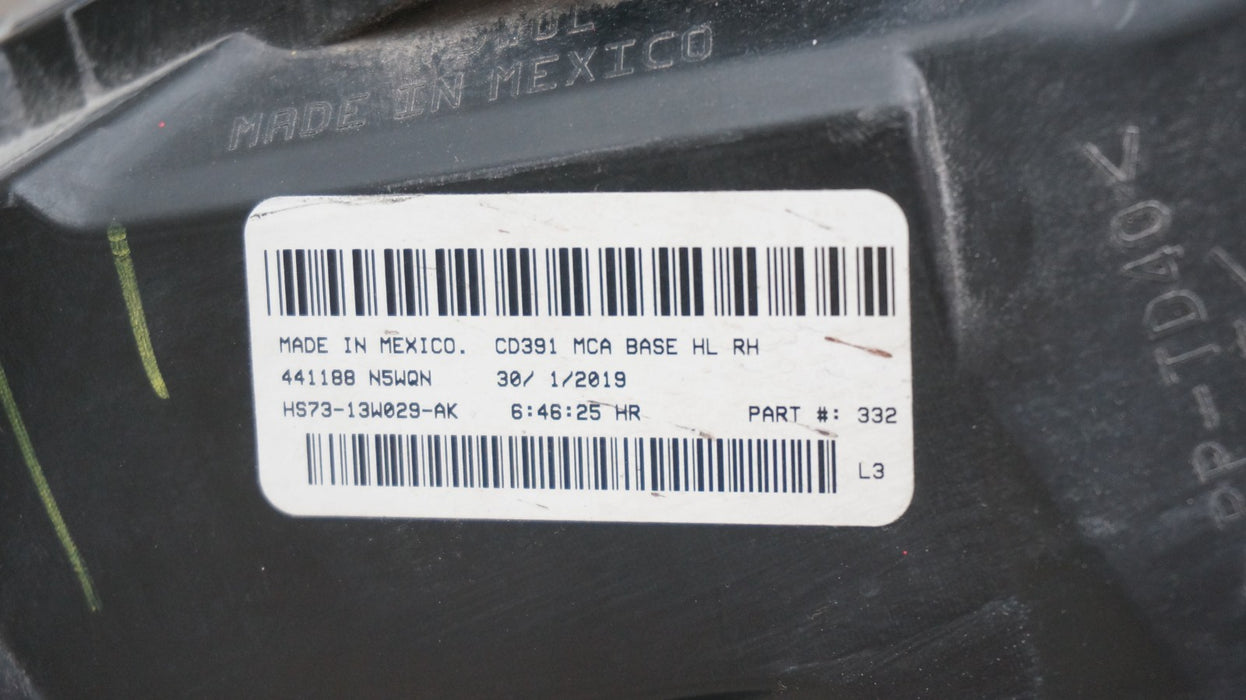 MADE IN MEXICO
MADE IN MEXICO. CD391 MCA BASE HL RH
441188 N5WQN 30/ 1/2019
HS73-13W029-AK 6:46:25 HR PART #: 332
L3
>PP-TD40<